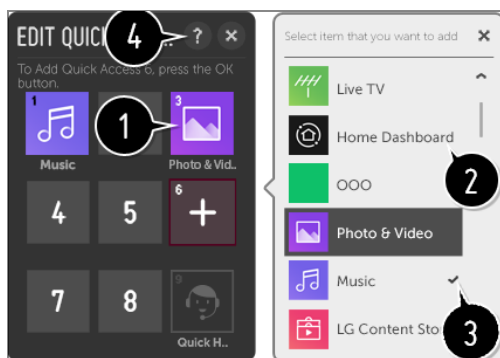 EDIT QUIC
4
..
?
To Add Quick Access 6, press the OK
button.
1
1
3
Music
Photo & Vid..
4
5
6
7
8
9
Quick H..
Select item that you want to add
Live TV
Home Dashboard
2
OOO
Photo & Video
Music
LG Content Sto
3